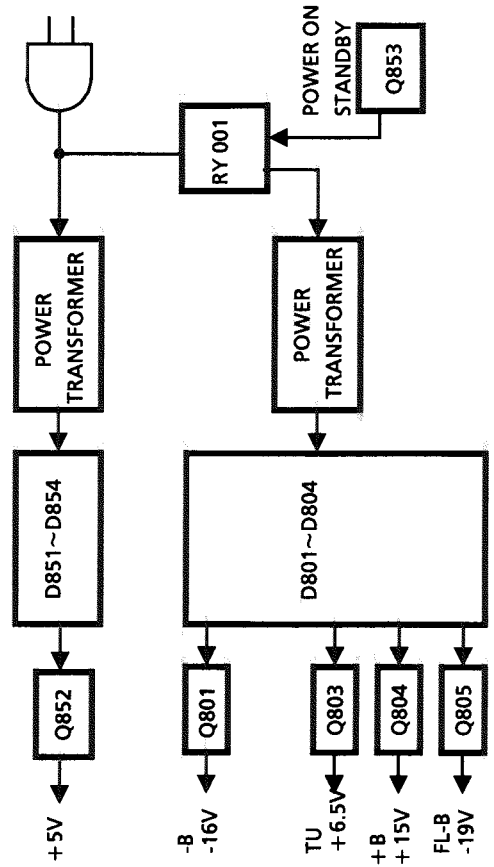 POWER ON
STANDBY
Q853
RY 001
POWER
TRANSFORMER
POWER
TRANSFORMER
D851~D854
D801~D804
Q852
Q801
Q803
Q804
Q805
+5V
-B
-16V
TU
+6.5V
+B
+15V
FL-B
-19V